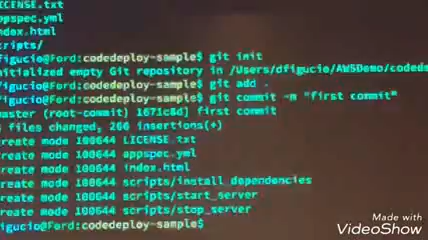 ICENSE.txt
ppspec.yml
ndex.html
cripts/
figucio@Ford:codedeploy-sample$ git init
nitialized empty Git repository in /Users/dfigucio/AWSDemo/coded
figucio@Ford:codedeploy-sample$ git add .
figucio@Ford:codedeploy-sample$ git commit -m "first commit"
master (root-commit) 1671c8d] first commit
files changed, 266 insertions(+)
reate mode 100644 LICENSE.txt
reate mode 100644 appspec.yml
reate mode 100644 index.html
reate mode 100644 scripts/install_dependencies
reate mode 100644 scripts/start_server
reate mode 100644 scripts/stop_server
figucio@Ford:codedeploy-sample$
Made with
VideoShow